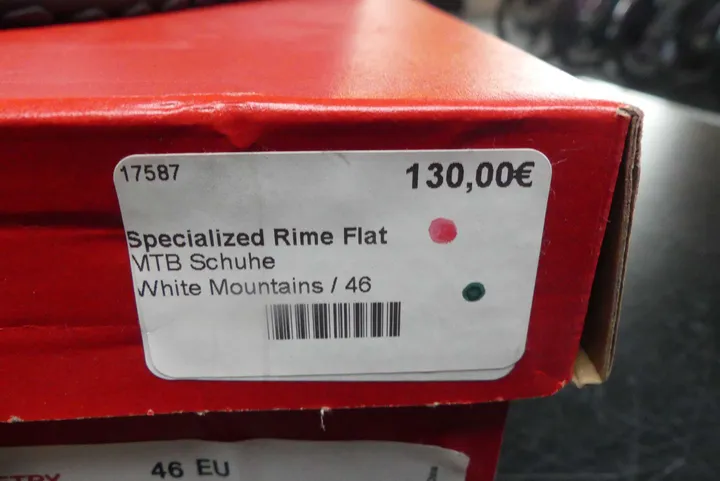 17587
130,00€
Specialized Rime Flat
MTB Schuhe
White Mountains / 46
46 EU